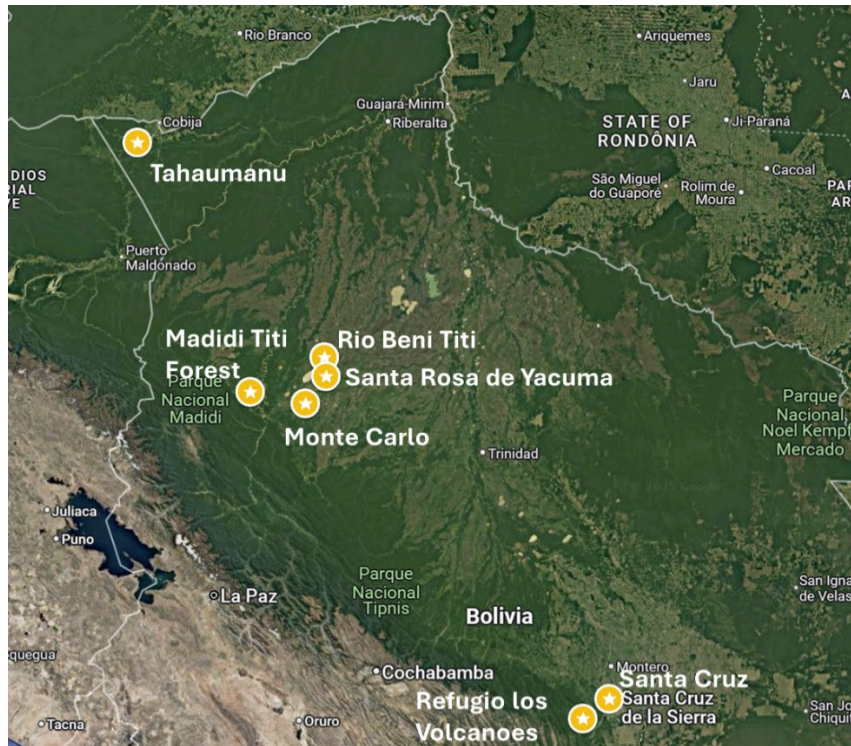 Rio Branco
Ariquemes
Jaru
Guajará-Mirim
Riberalta
Cobija
STATE OF
RONDÔNIA
Ji-Paraná
Tahaumanu
DIOS
RIAL
VE
São Miguel
do Guaporé
Rolim de
Moura
Cacoal
PAR
AR
A
Puerto
Maldonado
Madidi Titi
Forest
Rio Beni Titi
Santa Rosa de Yacuma
Parque
Nacional
Madidi
Monte Carlo
Trinidad
Parque
Nacional
Noel Kempf
Mercado
Juliaca
Puno
La Paz
Parque
Nacional
Tipnis
Bolivia
San Igna
de Velas
oquegua
Cochabamba
Montero
Santa Cruz
Santa Cruz
de la Sierra
Refugio los
Volcanoes
San Jo
Chiquit
Tacna
Oruro